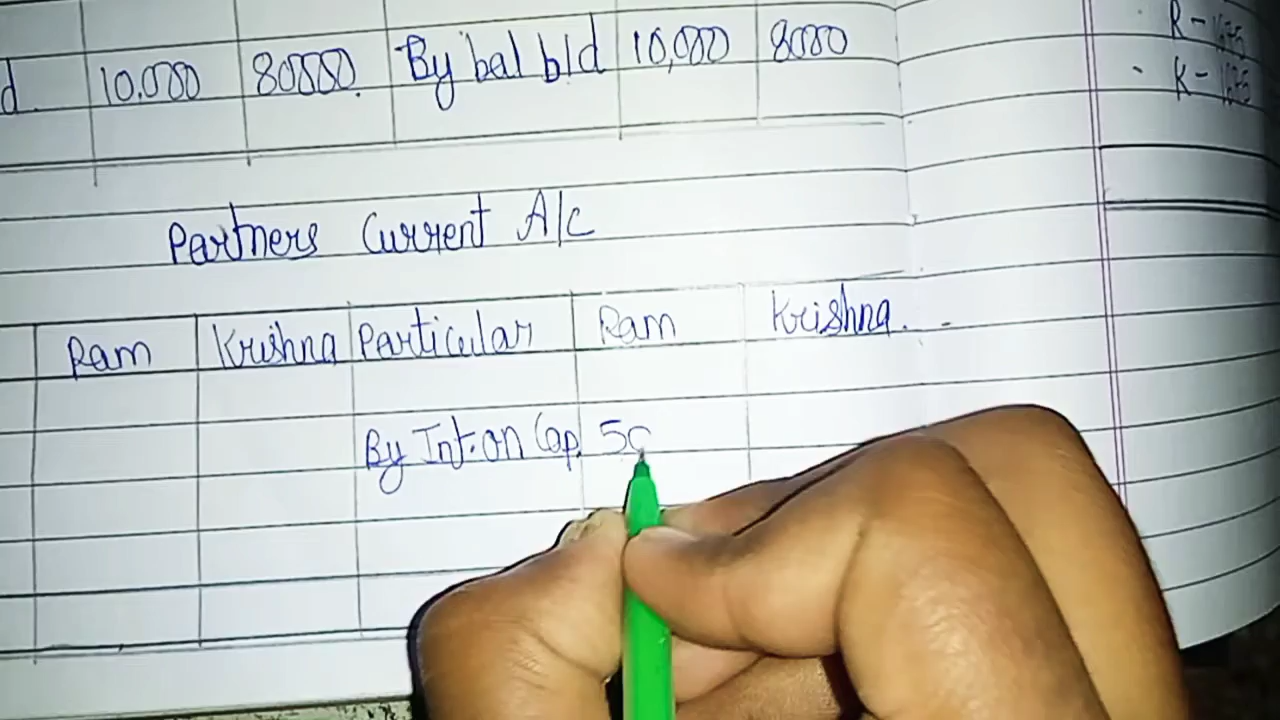 d. 10.000 80000. By bal b/d 10,000 8000
R -
K -
Partners Current A/c
Ram Krishna Particular Ram Krishna.
By Int. on Cap. 50